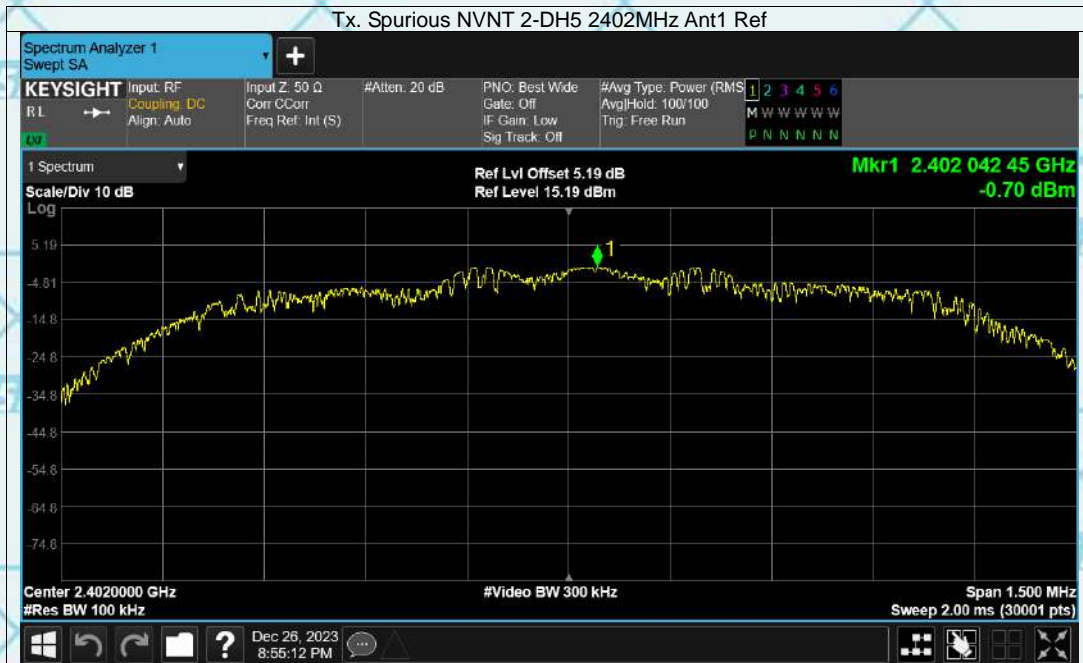 Tx. Spurious NVNT 2-DH5 2402MHz Ant1 Ref
Spectrum Analyzer 1
Swept SA
+
KEYSIGHT
R L
LXI
Input: RF
Coupling: DC
Align: Auto
Input Z: 50 Ω
Corr CCorr
Freq Ref: Int (S)
#Atten: 20 dB
PNO: Best Wide
Gate: Off
IF Gain: Low
Sig Track: Off
#Avg Type: Power (RMS
Avg|Hold: 100/100
Trig: Free Run
1 2 3 4 5 6
M W W W W W
P N N N N N
1 Spectrum
Scale/Div 10 dB
Log
Ref Lvl Offset 5.19 dB
Ref Level 15.19 dBm
Mkr1 2.402 042 45 GHz
-0.70 dBm
1
5.19
-4.81
-14.8
-24.8
-34.8
-44.8
-54.8
-64.8
-74.8
Center 2.4020000 GHz
#Res BW 100 kHz
#Video BW 300 kHz
Span 1.500 MHz
Sweep 2.00 ms (30001 pts)
?
Dec 26, 2023
8:55:12 PM